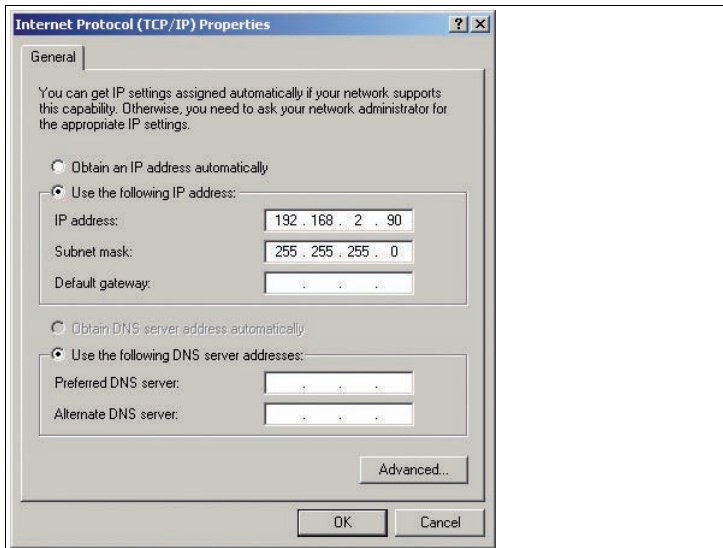 Internet Protocol (TCP/IP) Properties
General
You can get IP settings assigned automatically if your network supports
this capability. Otherwise, you need to ask your network administrator for
the appropriate IP settings.
Obtain an IP address automatically
Use the following IP address:
IP address: 192 . 168 . 2 . 90
Subnet mask: 255 . 255 . 255 . 0
Default gateway: . . .
Obtain DNS server address automatically
Use the following DNS server addresses:
Preferred DNS server: . . .
Alternate DNS server: . . .
Advanced...
OK Cancel